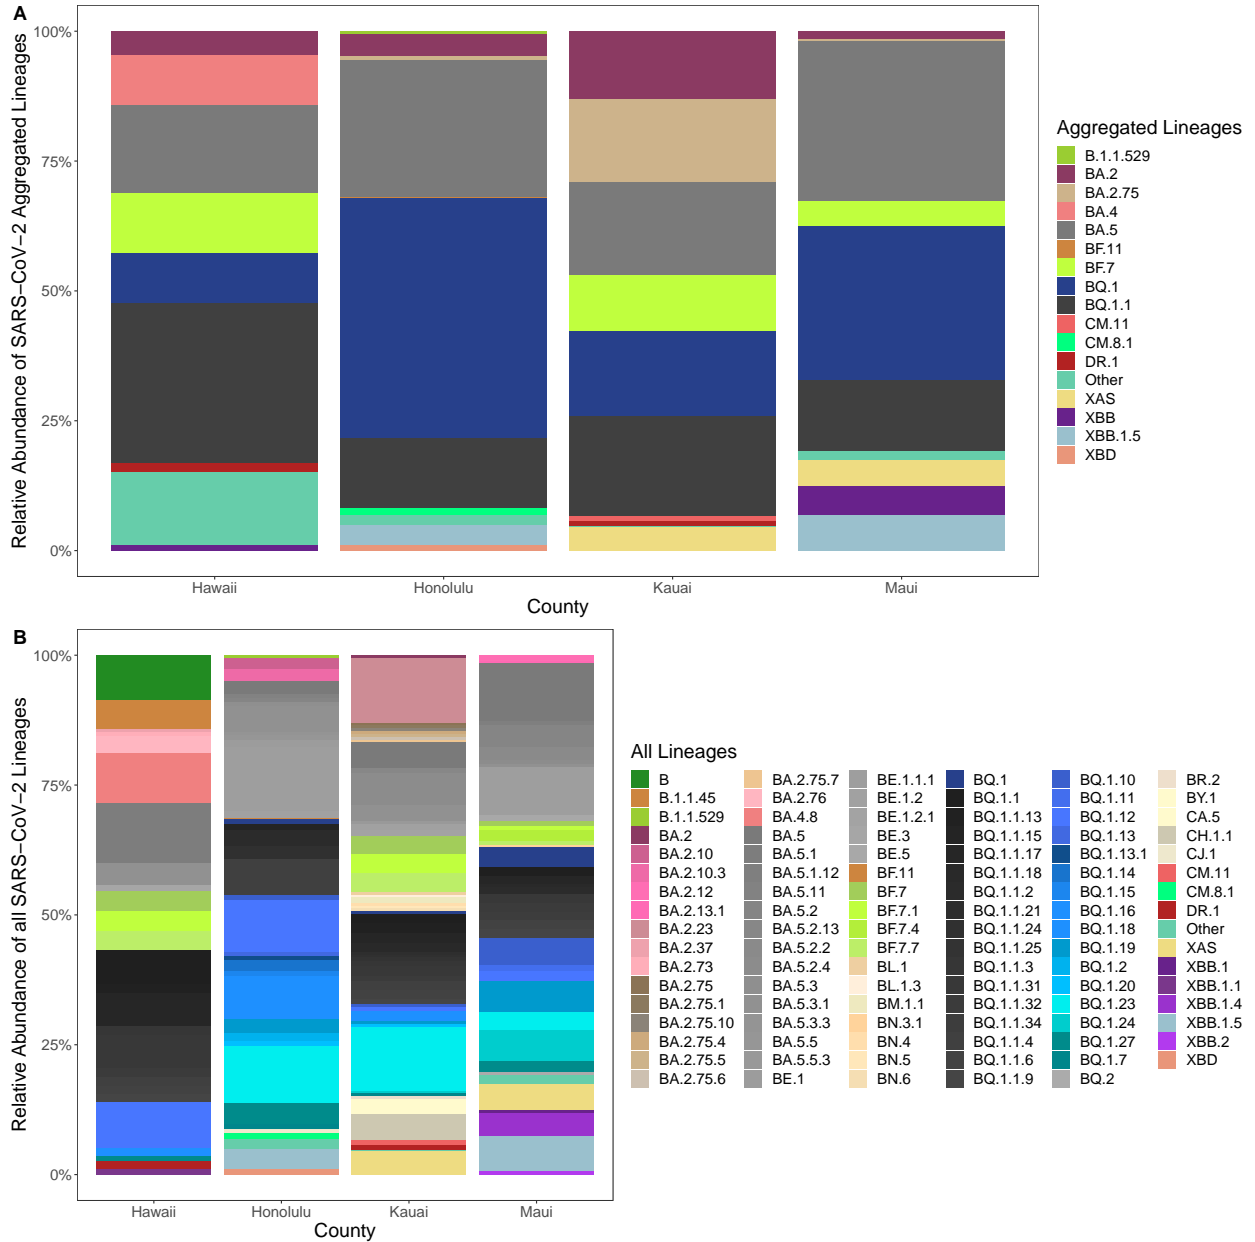 A
Relative Abundance of SARS−CoV−2 Aggregated Lineages
100%
75%
50%
25%
0%
Hawaii
Honolulu
Kauai
Maui
County
Aggregated Lineages
B.1.1.529
BA.2
BA.2.75
BA.4
BA.5
BF.11
BF.7
BQ.1
BQ.1.1
CM.11
CM.8.1
DR.1
Other
XAS
XBB
XBB.1.5
XBD
B
Relative Abundance of all SARS−CoV−2 Lineages
100%
75%
50%
25%
0%
Hawaii
Honolulu
Kauai
Maui
County
All Lineages
B
B.1.1.45
B.1.1.529
BA.2
BA.2.10
BA.2.10.3
BA.2.12
BA.2.13.1
BA.2.23
BA.2.37
BA.2.73
BA.2.75
BA.2.75.1
BA.2.75.10
BA.2.75.4
BA.2.75.5
BA.2.75.6
BA.2.75.7
BA.2.76
BA.4.8
BA.5
BA.5.1
BA.5.1.12
BA.5.11
BA.5.2
BA.5.2.13
BA.5.2.2
BA.5.2.4
BA.5.3
BA.5.3.1
BA.5.3.3
BA.5.5
BA.5.5.3
BE.1
BE.1.1.1
BE.1.2
BE.1.2.1
BE.3
BE.5
BF.11
BF.7
BF.7.1
BF.7.4
BF.7.7
BL.1
BL.1.3
BM.1.1
BN.3.1
BN.4
BN.5
BN.6
BQ.1
BQ.1.1
BQ.1.1.13
BQ.1.1.15
BQ.1.1.17
BQ.1.1.18
BQ.1.1.2
BQ.1.1.21
BQ.1.1.24
BQ.1.1.25
BQ.1.1.3
BQ.1.1.31
BQ.1.1.32
BQ.1.1.34
BQ.1.1.4
BQ.1.1.6
BQ.1.1.9
BQ.1.10
BQ.1.11
BQ.1.12
BQ.1.13
BQ.1.13.1
BQ.1.14
BQ.1.15
BQ.1.16
BQ.1.18
BQ.1.19
BQ.1.2
BQ.1.20
BQ.1.23
BQ.1.24
BQ.1.27
BQ.1.7
BQ.2
BR.2
BY.1
CA.5
CH.1.1
CJ.1
CM.11
CM.8.1
DR.1
Other
XAS
XBB.1
XBB.1.1
XBB.1.4
XBB.1.5
XBB.2
XBD